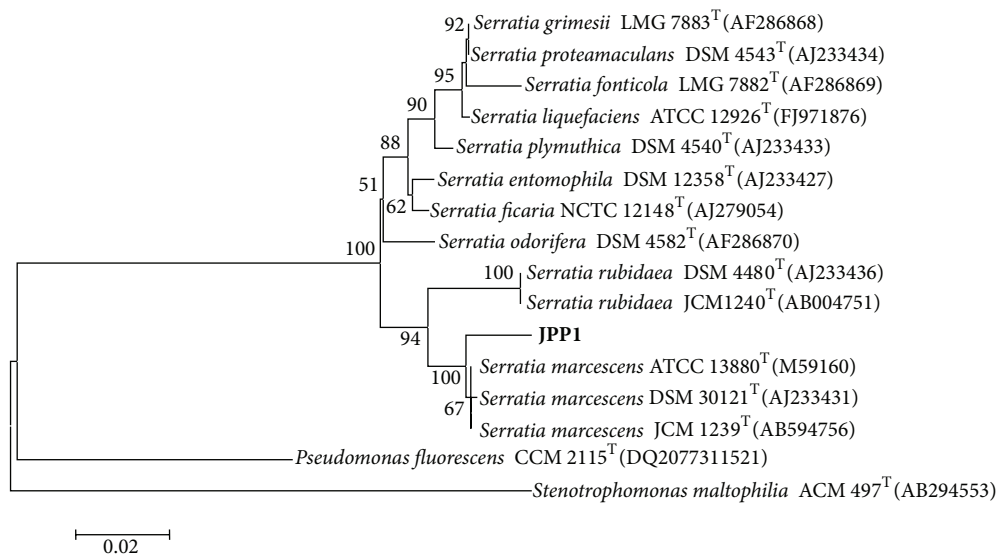 92 Serratia grimesii LMG 7883T(AF286868)
Serratia proteamaculans DSM 4543T(AJ233434)
95 Serratia fonticola LMG 7882T(AF286869)
90 Serratia liquefaciens ATCC 12926T(FJ971876)
88 Serratia plymuthica DSM 4540T(AJ233433)
51 Serratia entomophila DSM 12358T(AJ233427)
62 Serratia ficaria NCTC 12148T(AJ279054)
100 Serratia odorifera DSM 4582T(AF286870)
100 Serratia rubidaea DSM 4480T(AJ233436)
Serratia rubidaea JCM1240T(AB004751)
94 JPP1
100 Serratia marcescens ATCC 13880T(M59160)
67 Serratia marcescens DSM 30121T(AJ233431)
Serratia marcescens JCM 1239T(AB594756)
Pseudomonas fluorescens CCM 2115T(DQ2077311521)
Stenotrophomonas maltophilia ACM 497T(AB294553)
0.02